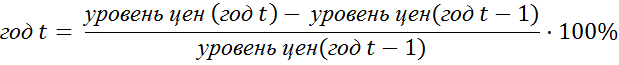 год t = уровень цен (год t) − уровень цен(год t − 1) / уровень цен(год t − 1) · 100%